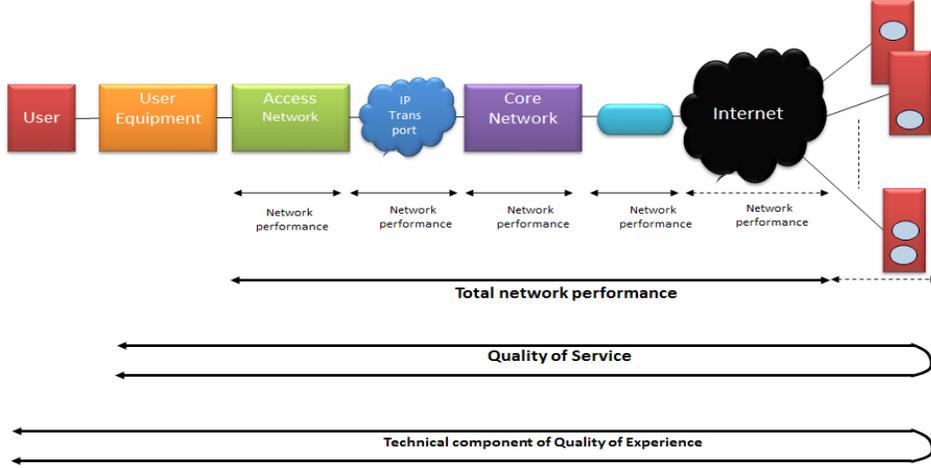 User
User
Equipment
Access
Network
IP
Trans
port
Core
Network
Internet
Network
performance
Network
performance
Network
performance
Network
performance
Network
performance
Total network performance
Quality of Service
Technical component of Quality of Experience